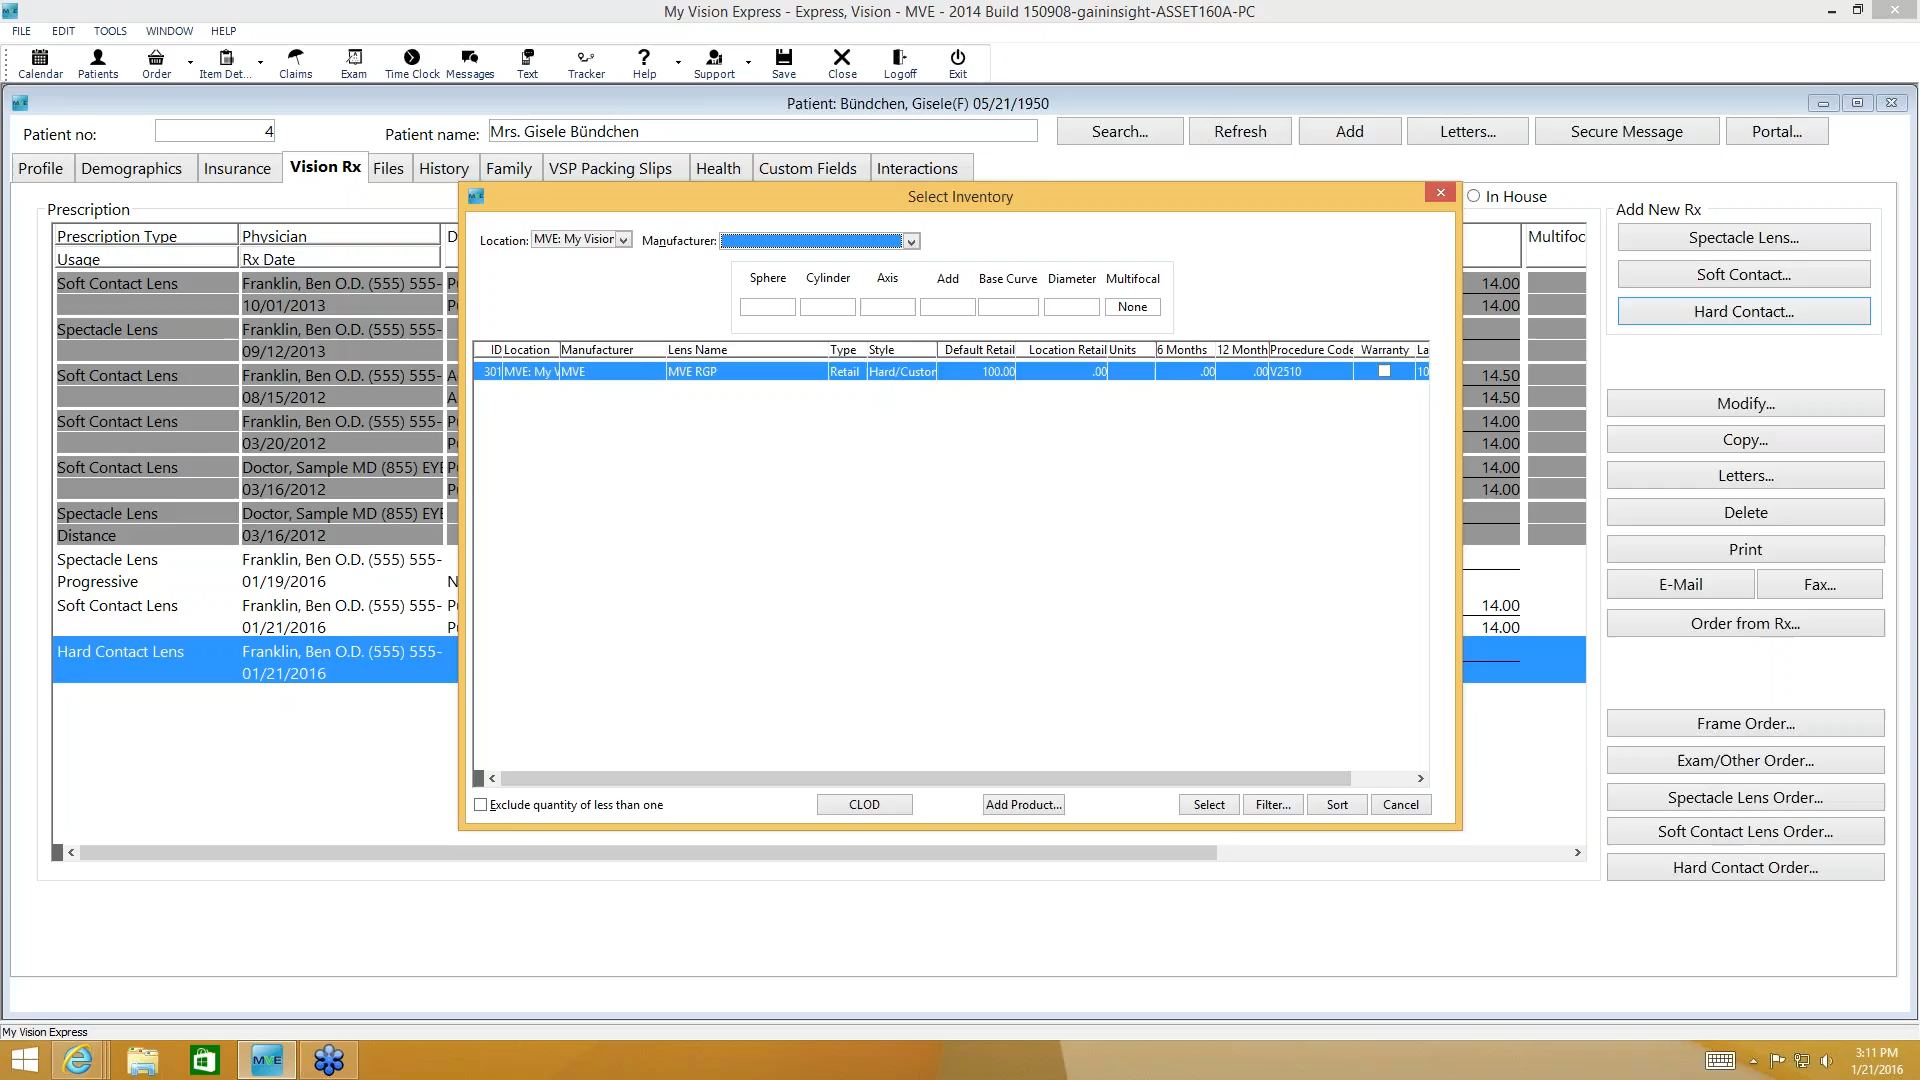 My Vision Express - Express, Vision - MVE - 2014 Build 150908-gaininsight-ASSET160A-PC
FILE EDIT TOOLS WINDOW HELP
Calendar Patients Order Item Det... Claims Exam Time Clock Messages Text Tracker Help Support Save Close Logoff Exit
Patient: Bündchen, Gisele(F) 05/21/1950
Patient no: 4 Patient name: Mrs. Gisele Bündchen Search... Refresh Add Letters... Secure Message Portal...
Profile Demographics Insurance Vision Rx Files History Family VSP Packing Slips Health Custom Fields Interactions
Select Inventory
In House
Prescription
Add New Rx
Prescription Type Physician D Multifoc
Usage Rx Date
Spectacle Lens...
Soft Contact...
Hard Contact...
Soft Contact Lens Franklin, Ben O.D. (555) 555- 14.00
10/01/2013 14.00
Spectacle Lens Franklin, Ben O.D. (555) 555-
09/12/2013
Soft Contact Lens Franklin, Ben O.D. (555) 555- A 14.50
08/15/2012 A 14.50
Soft Contact Lens Franklin, Ben O.D. (555) 555- 14.00
03/20/2012 14.00
Soft Contact Lens Doctor, Sample MD (855) EYE 14.00
03/16/2012 14.00
Spectacle Lens Doctor, Sample MD (855) EYE
Distance 03/16/2012
Spectacle Lens Franklin, Ben O.D. (555) 555-
Progressive 01/19/2016 N
Soft Contact Lens Franklin, Ben O.D. (555) 555- 14.00
01/21/2016 14.00
Hard Contact Lens Franklin, Ben O.D. (555) 555-
01/21/2016
Location: MVE: My Vision Manufacturer:
Sphere Cylinder Axis Add Base Curve Diameter Multifocal
None
ID Location Manufacturer Lens Name Type Style Default Retail Location Retail Units 6 Months 12 Month Procedure Code Warranty La
301 MVE: My V MVE MVE RGP Retail Hard/Custor 100.00 .00 .00 .00 V2510 10
Exclude quantity of less than one CLOD Add Product... Select Filter... Sort Cancel
Modify...
Copy...
Letters...
Delete
Print
E-Mail Fax...
Order from Rx...
Frame Order...
Exam/Other Order...
Spectacle Lens Order...
Soft Contact Lens Order...
Hard Contact Order...
My Vision Express
MVE
3:11 PM
1/21/2016